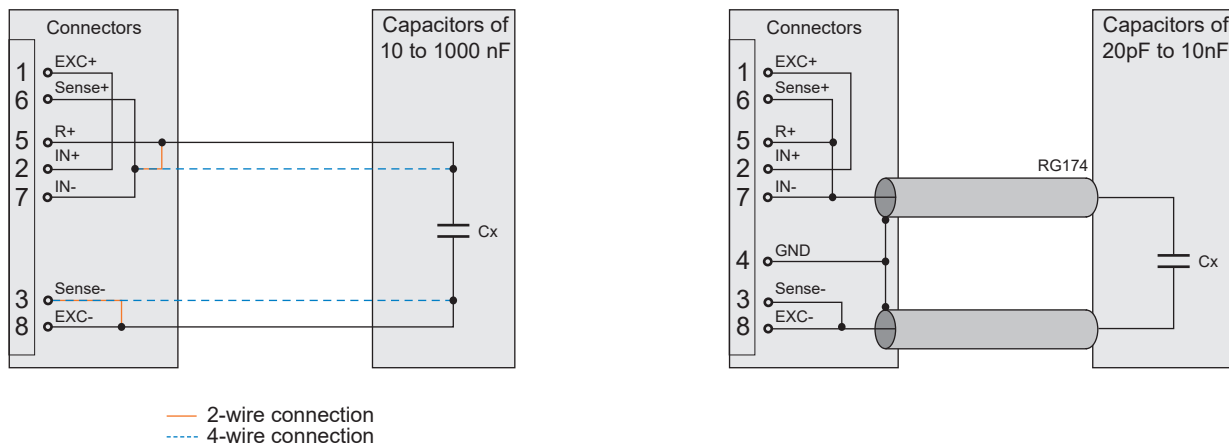 Connectors
Capacitors of
10 to 1000 nF
1
EXC+
6
Sense+
5
R+
2
IN+
7
IN-
Cx
3
Sense-
8
EXC-
2-wire connection
4-wire connection
Connectors
Capacitors of
20pF to 10nF
1
EXC+
6
Sense+
5
R+
2
IN+
7
IN-
RG174
4
GND
Cx
3
Sense-
8
EXC-